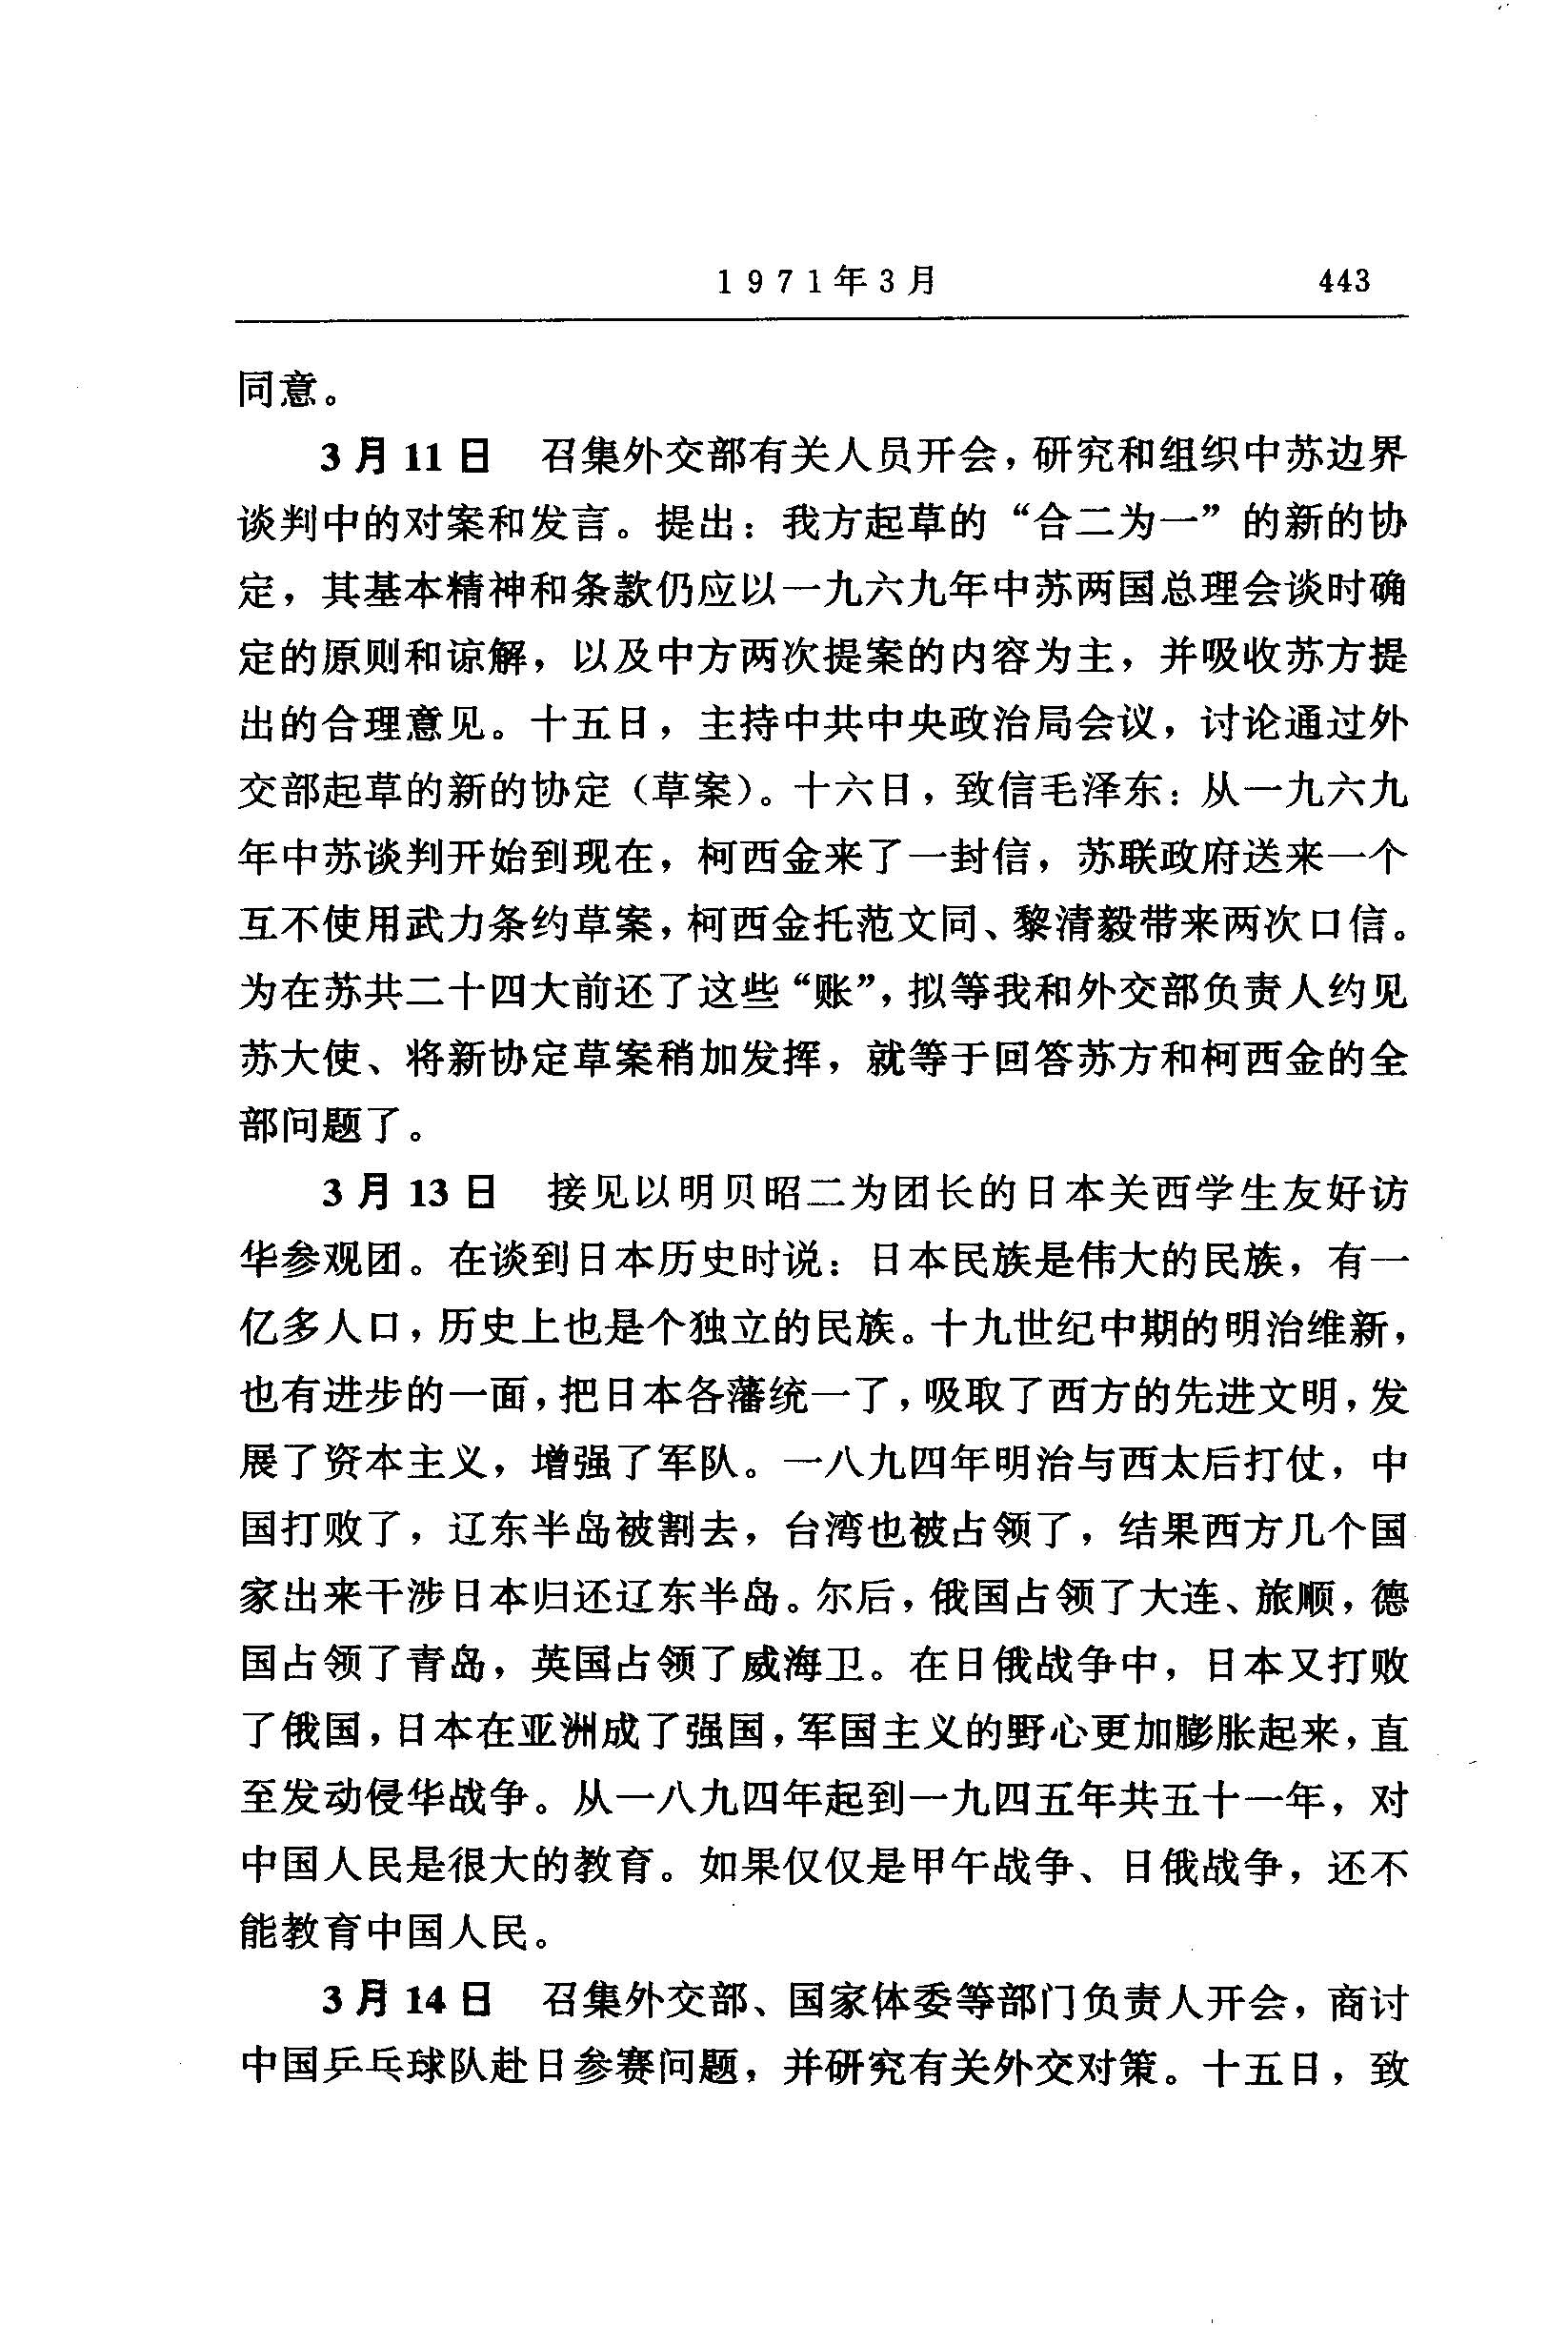 1971年3月 443
同意。
3月11日 召集外交部有关人员开会，研究和组织中苏边界
谈判中的对案和发言。提出：我方起草的“合二为一”的新的协
定，其基本精神和条款仍应以一九六九年中苏两国总理会谈时确
定的原则和谅解，以及中方两次提案的内容为主，并吸收苏方提
出的合理意见。十五日，主持中共中央政治局会议，讨论通过外
交部起草的新的协定（草案）。十六日，致信毛泽东：从一九六九
年中苏谈判开始到现在，柯西金来了一封信，苏联政府送来一个
互不使用武力条约草案，柯西金托范文同、黎清毅带来两次口信。
为在苏共二十四大前还了这些“账”，拟等我和外交部负责人约见
苏大使、将新协定草案稍加发挥，就等于回答苏方和柯西金的全
部问题了。
3月13日 接见以明贝昭二为团长的日本关西学生友好访
华参观团。在谈到日本历史时说：日本民族是伟大的民族，有一
亿多人口，历史上也是个独立的民族。十九世纪中期的明治维新，
也有进步的一面，把日本各藩统一了，吸取了西方的先进文明，发
展了资本主义，增强了军队。一八九四年明治与西太后打仗，中
国打败了，辽东半岛被割去，台湾也被占领了，结果西方几个国
家出来干涉日本归还辽东半岛。尔后，俄国占领了大连、旅顺，德
国占领了青岛，英国占领了威海卫。在日俄战争中，日本又打败
了俄国，日本在亚洲成了强国，军国主义的野心更加膨胀起来，直
至发动侵华战争。从一八九四年起到一九四五年共五十一年，对
中国人民是很大的教育。如果仅仅是甲午战争、日俄战争，还不
能教育中国人民。
3月14日 召集外交部、国家体委等部门负责人开会，商讨
中国乒乓球队赴日参赛问题，并研究有关外交对策。十五日，致